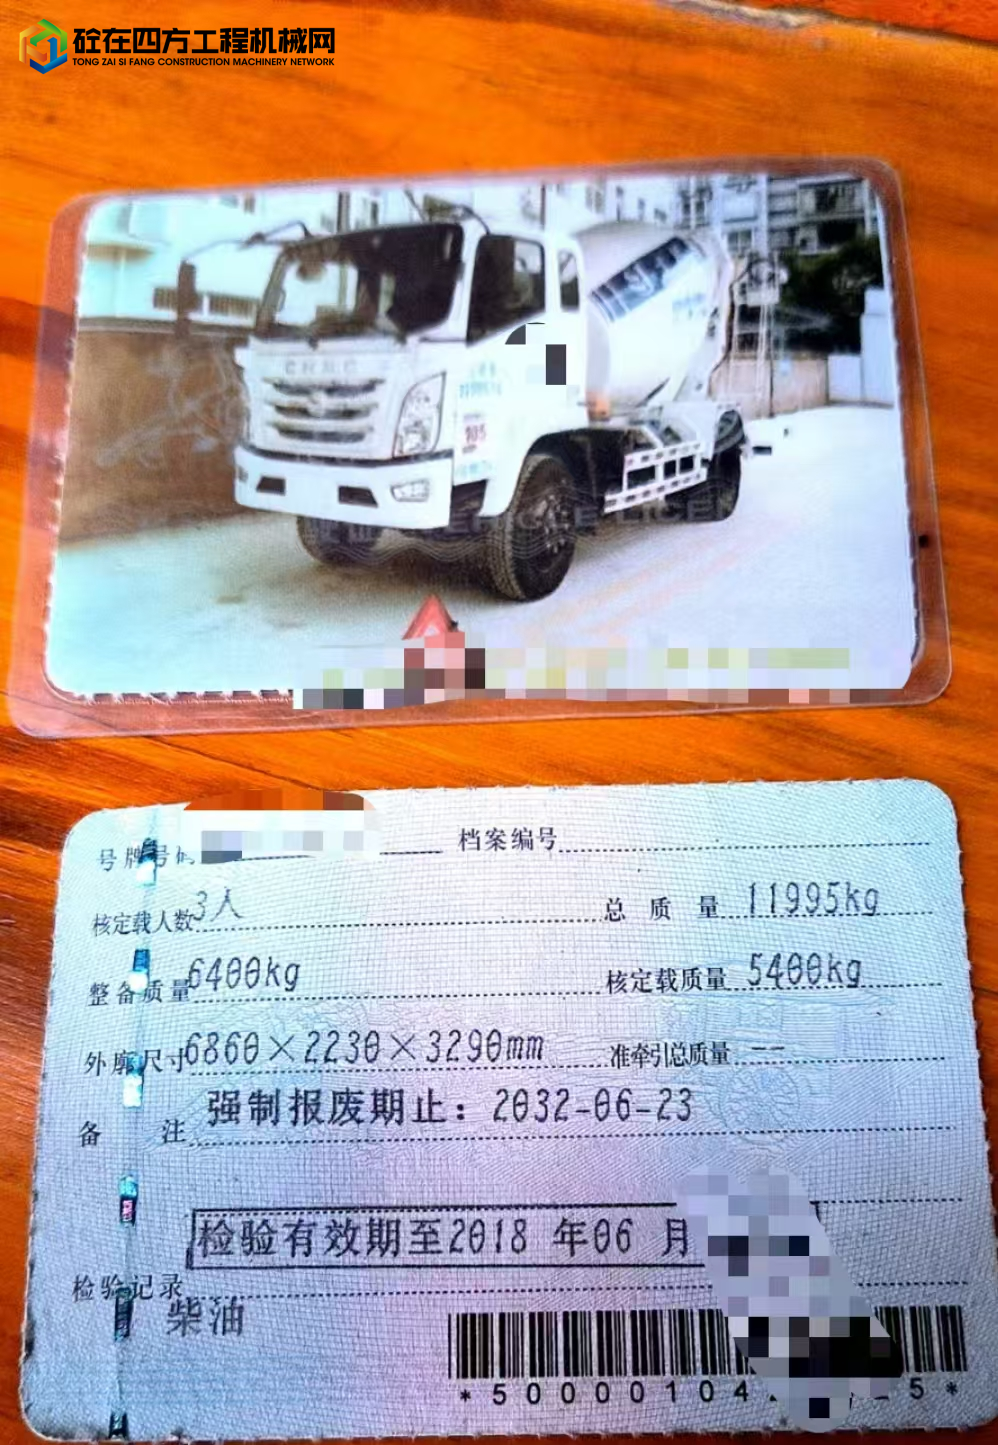 砼在四方工程机械网
TONG ZAI SI FANG CONSTRUCTION MACHINERY NETWORK
CNHTC
105
号牌号码
档案编号
核定载人数 3人
总质量 11995kg
整备质量 6400kg
核定载质量 5400kg
外廓尺寸 6860×2230×3290mm
准牵引总质量 --
备注 强制报废期止：2032-06-23
检验有效期至2018 年06 月
检验记录
柴油
*50000104
5*